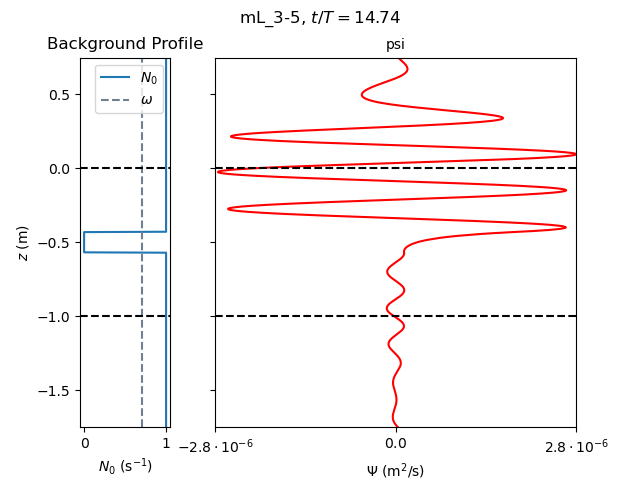 mL_3-5, t/T = 14.74
Background Profile
psi
N₀
ω
0.5
0.0
−0.5
−1.0
−1.5
z (m)
0
1
N₀ (s⁻¹)
−2.8 · 10⁻⁶
0.0
2.8 · 10⁻⁶
Ψ (m²/s)